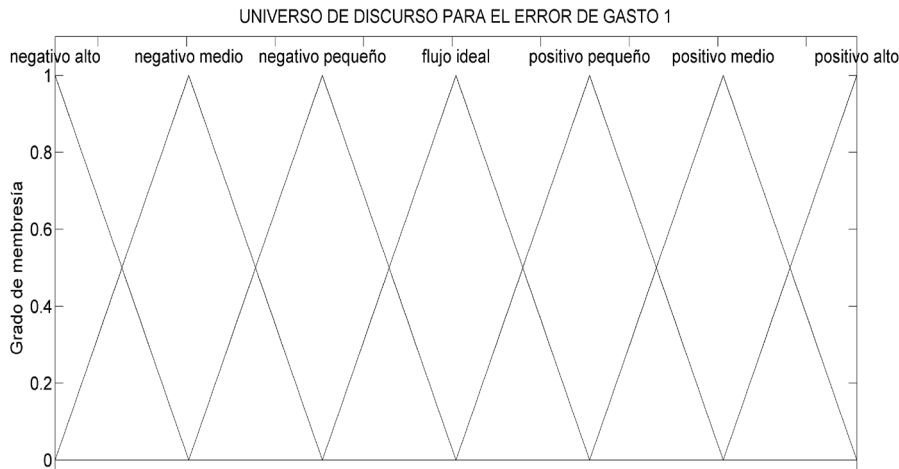 UNIVERSO DE DISCURSO PARA EL ERROR DE GASTO 1
negativo alto negativo medio negativo pequeño flujo ideal positivo pequeño positivo medio positivo alto
1
0.8
0.6
0.4
0.2
0
Grado de membresía